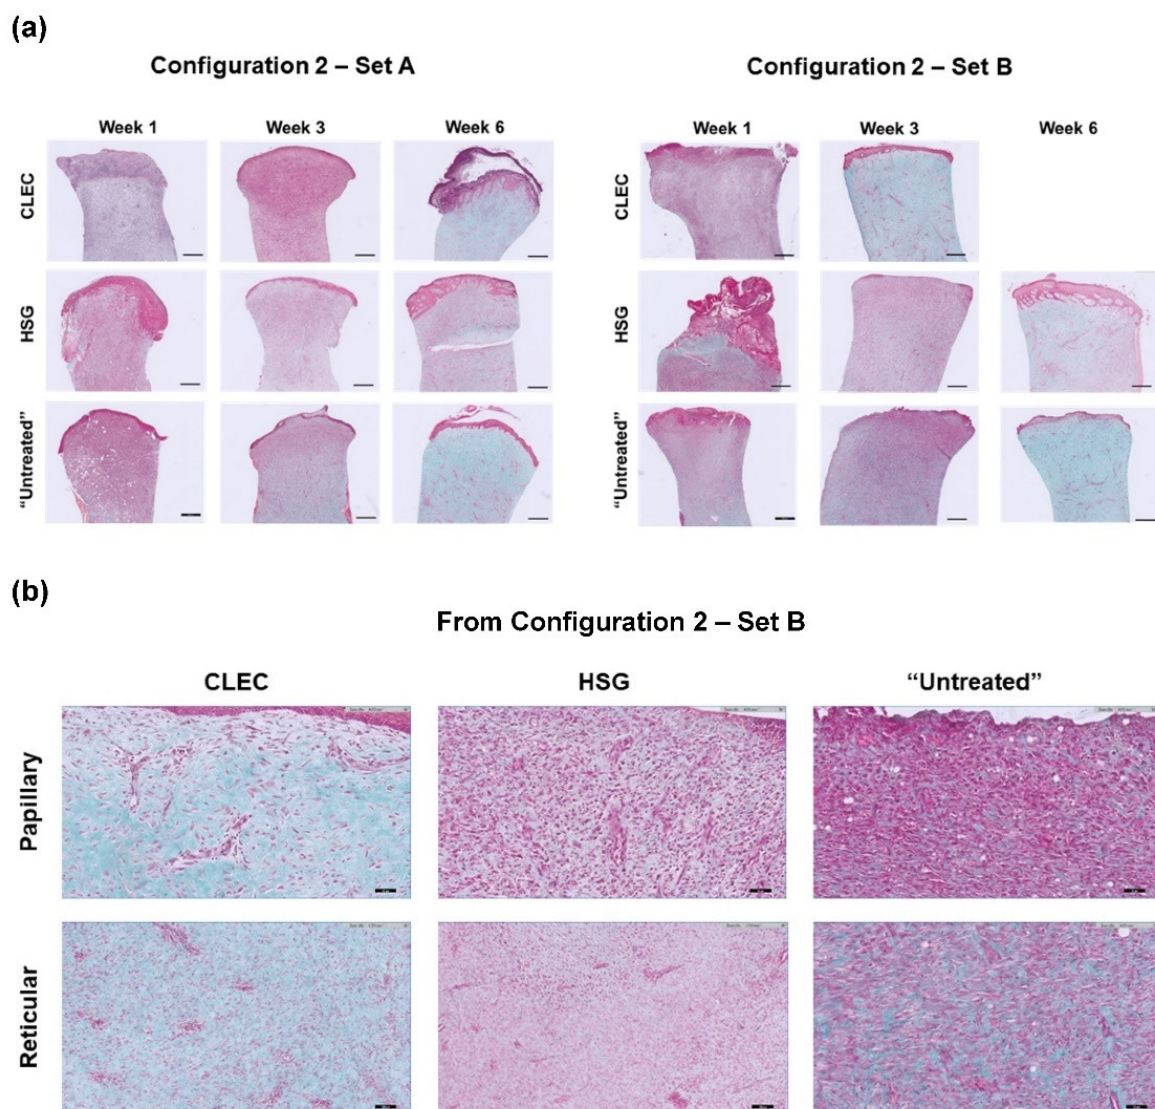 (a)
Configuration 2 – Set A
Configuration 2 – Set B
Week 1 Week 3 Week 6
Week 1 Week 3 Week 6
CLEC
CLEC
HSG
HSG
“Untreated”
“Untreated”
(b)
From Configuration 2 – Set B
CLEC HSG “Untreated”
Papillary
Reticular